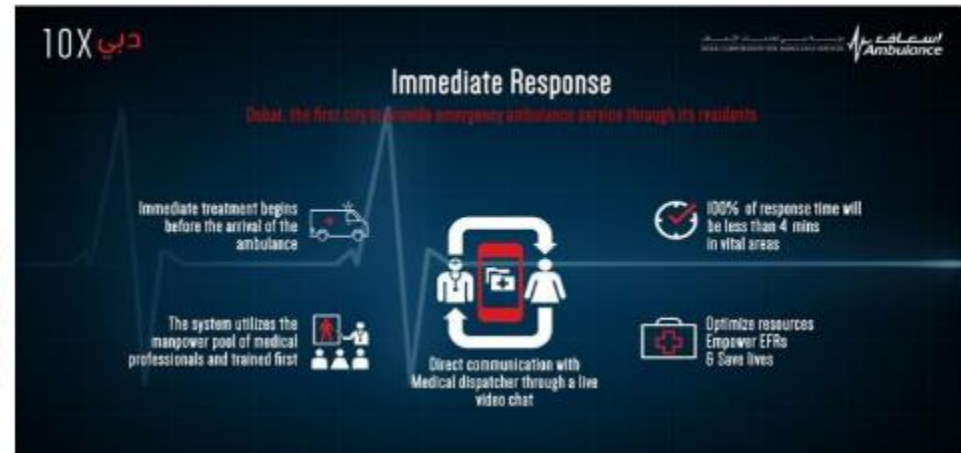 10X دبي
اسعاف
Ambulance
Immediate Response
Dubai, the first city to provide emergency ambulance service through its residents
Immediate treatment begins
before the arrival of the
ambulance
100% of response time will
be less than 4 mins
in vital areas
The system utilizes the
manpower pool of medical
professionals and trained first
Direct communication with
Medical dispatcher through a live
video chat
Optimize resources
Empower EFRs
& Save lives